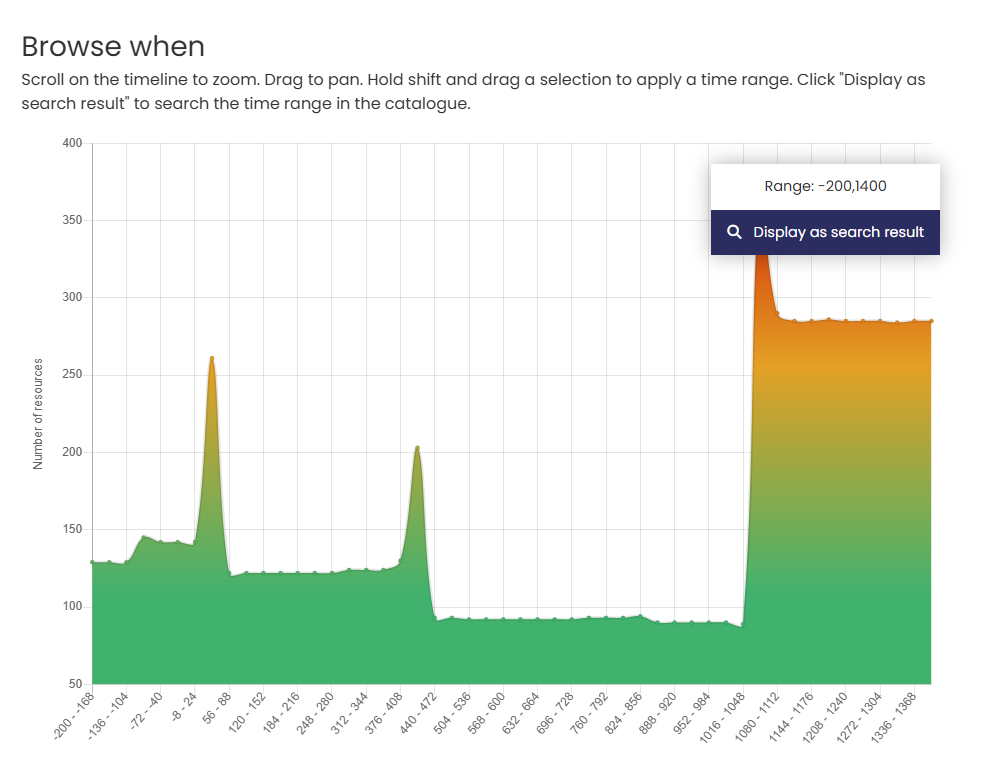 Browse when
Scroll on the timeline to zoom. Drag to pan. Hold shift and drag a selection to apply a time range. Click "Display as
search result" to search the time range in the catalogue.
400
350
300
250
200
150
100
50
Number of resources
Range: -200,1400
Display as search result
-200 - -168
-136 - -104
-72 - -40
-8 - 24
56 - 88
120 - 152
184 - 216
248 - 280
312 - 344
376 - 408
440 - 472
504 - 536
568 - 600
632 - 664
696 - 728
760 - 792
824 - 856
888 - 920
952 - 984
1016 - 1048
1080 - 1112
1144 - 1176
1208 - 1240
1272 - 1304
1336 - 1368